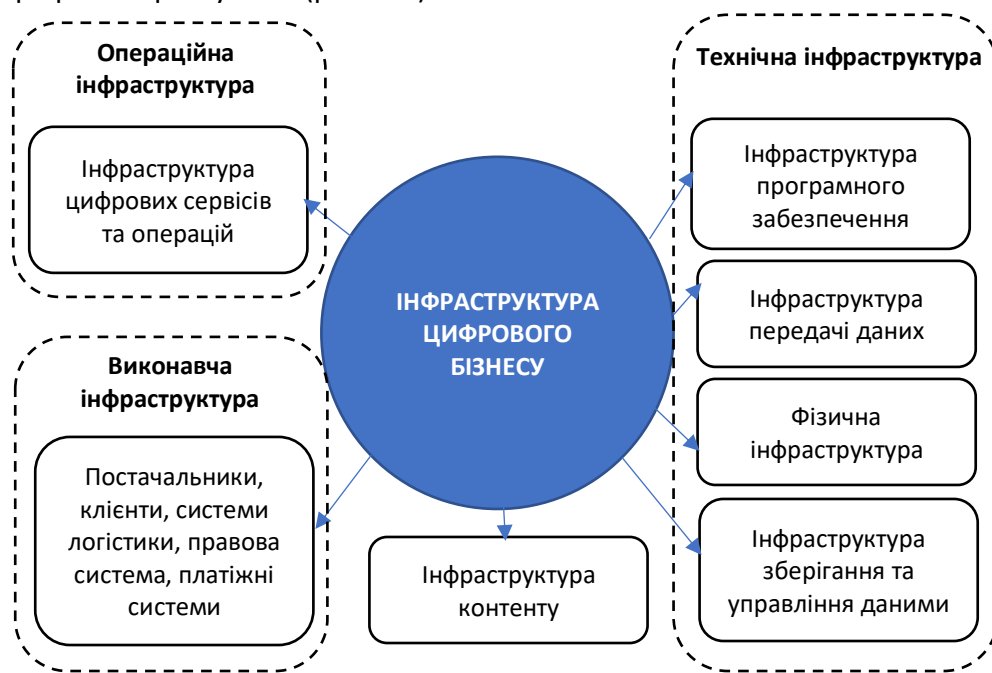 Операційна
інфраструктура
Інфраструктура
цифрових сервісів
та операцій
Виконавча
інфраструктура
Постачальники,
клієнти, системи
логістики, правова
система, платіжні
системи
ІНФРАСТРУКТУРА
ЦИФРОВОГО
БІЗНЕСУ
Інфраструктура
контенту
Технічна інфраструктура
Інфраструктура
програмного
забезпечення
Інфраструктура
передачі даних
Фізична
інфраструктура
Інфраструктура
зберігання та
управління даними